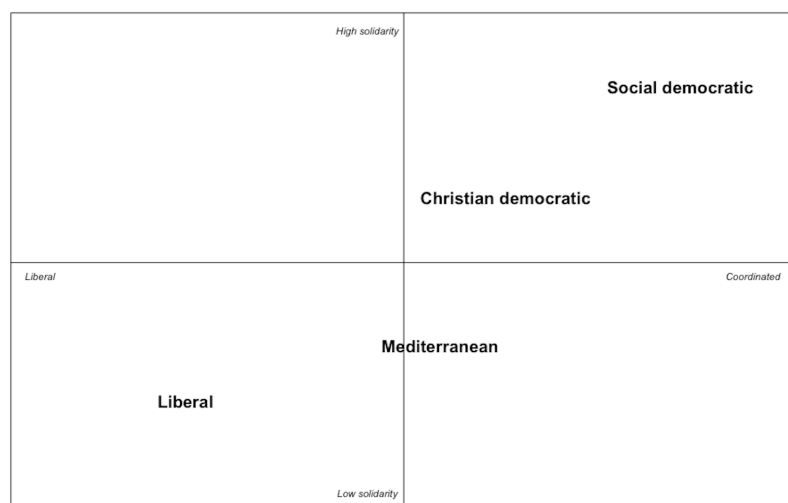 High solidarity
Social democratic
Christian democratic
Liberal
Coordinated
Mediterranean
Liberal
Low solidarity